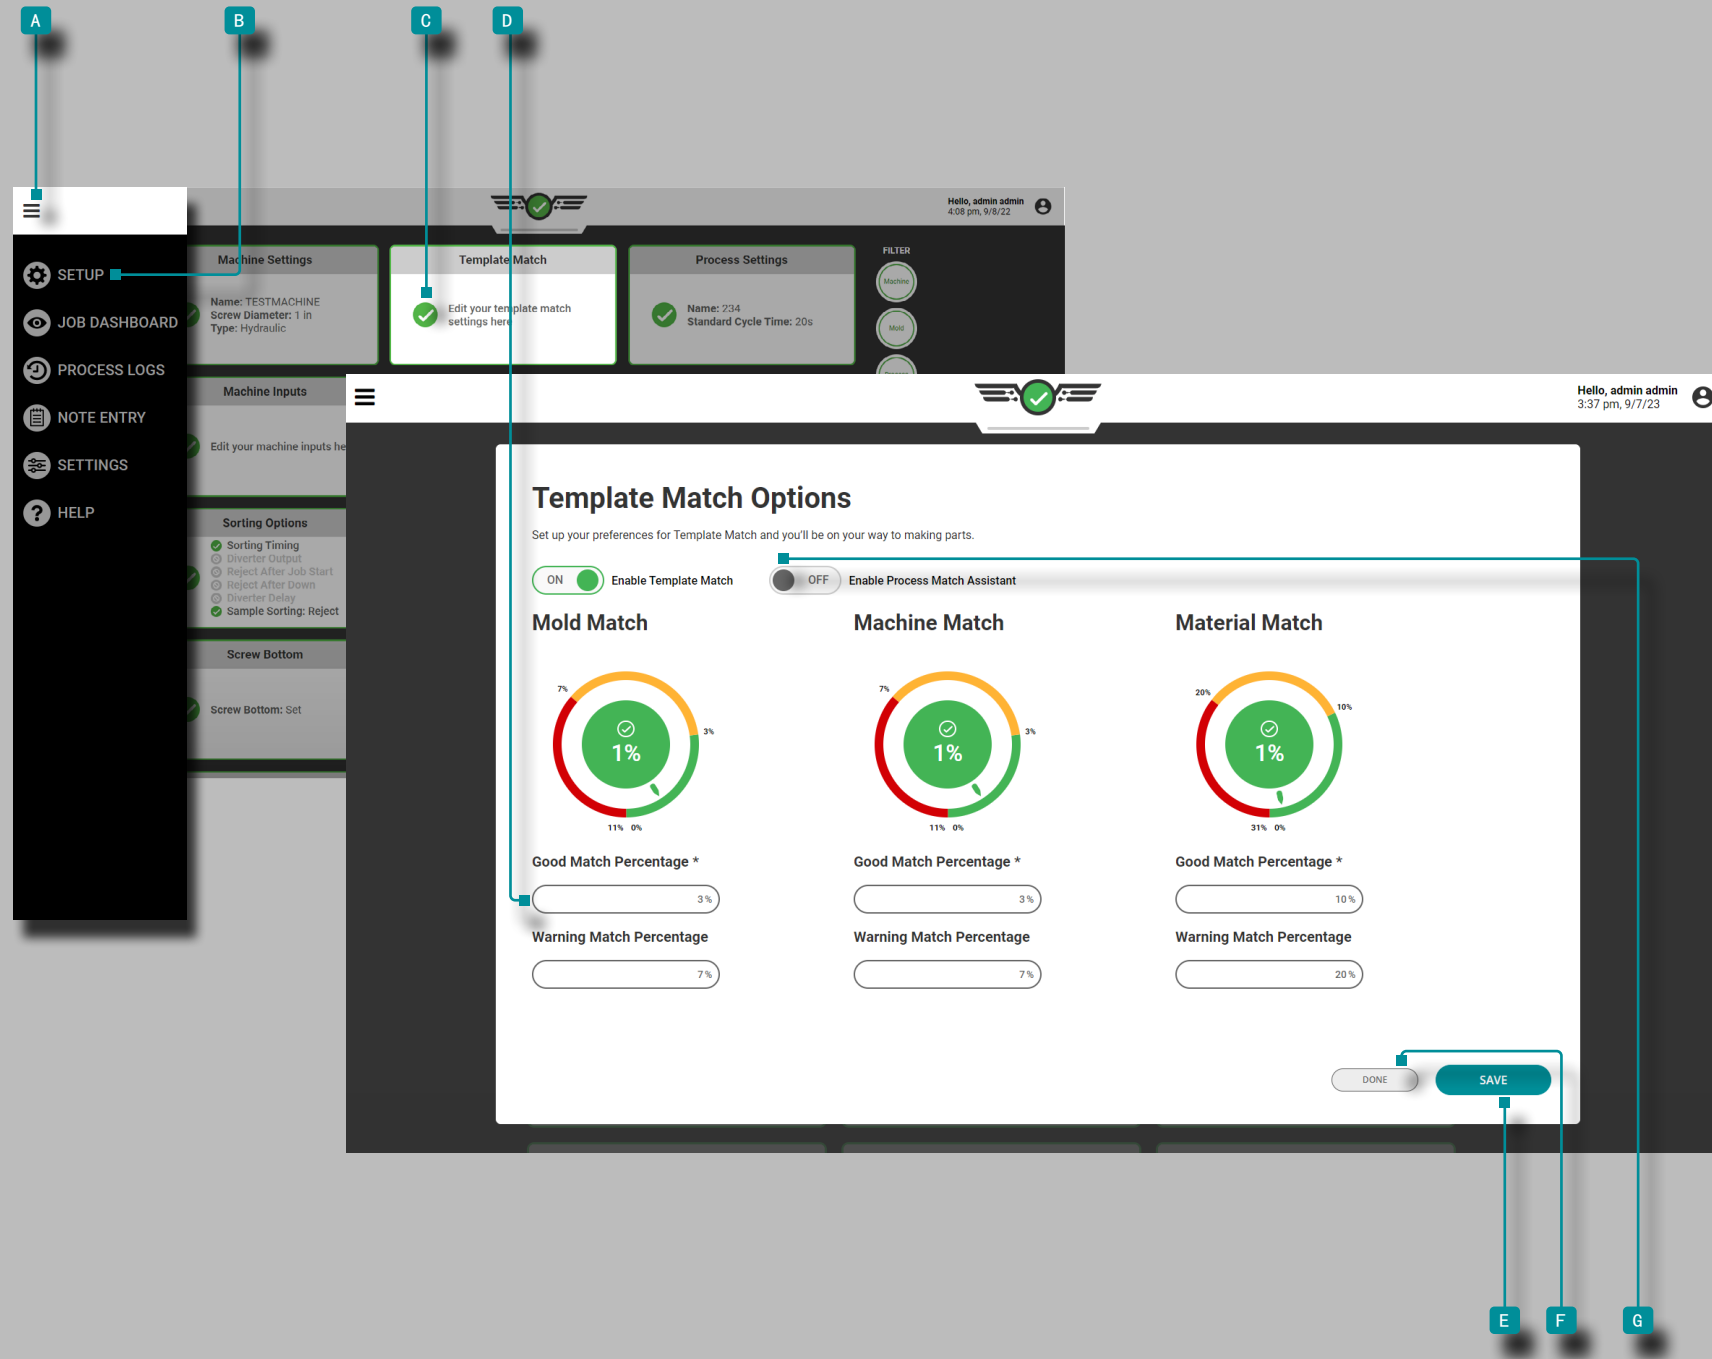 A
B
C
D
Hello, admin admin
4:08 pm, 9/8/22
SETUP
JOB DASHBOARD
PROCESS LOGS
NOTE ENTRY
SETTINGS
HELP
Machine Settings
Name: TESTMACHINE
Screw Diameter: 1 in
Type: Hydraulic
Template Match
Edit your template match
settings here
Process Settings
Name: 234
Standard Cycle Time: 20s
FILTER
Machine
Mold
Machine Inputs
Edit your machine inputs he
Sorting Options
Sorting Timing
Diverter Output
Reject After Job Start
Reject After Down
Diverter Delay
Sample Sorting: Reject
Screw Bottom
Screw Bottom: Set
Hello, admin admin
3:37 pm, 9/7/23
Template Match Options
Set up your preferences for Template Match and you'll be on your way to making parts.
ON
Enable Template Match
OFF
Enable Process Match Assistant
Mold Match
Machine Match
Material Match
7%
3%
1%
11% 0%
7%
3%
1%
11% 0%
20%
10%
1%
31% 0%
Good Match Percentage *
Good Match Percentage *
Good Match Percentage *
3%
3%
10%
Warning Match Percentage
Warning Match Percentage
Warning Match Percentage
7%
7%
20%
DONE
SAVE
E
F
G